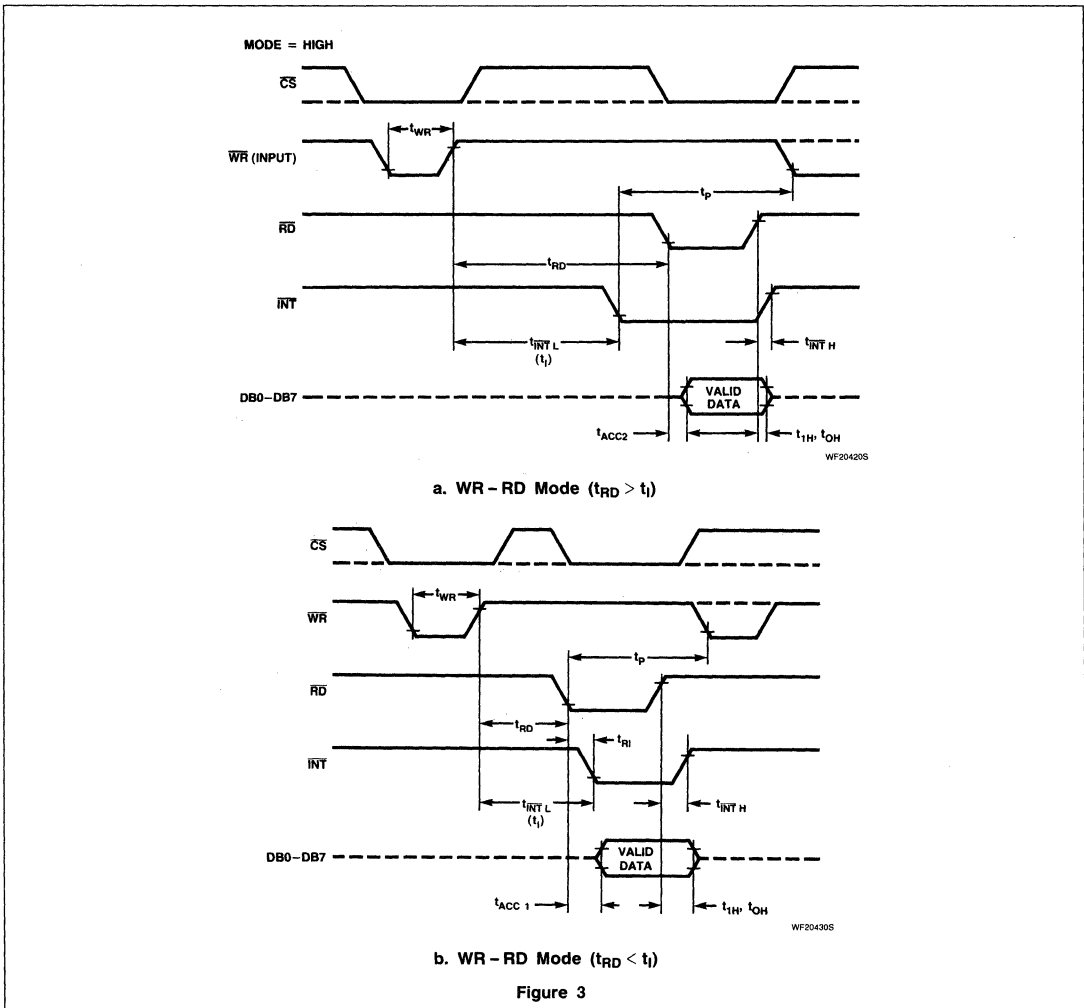 MODE = HIGH
CS
tWR
WR (INPUT)
tP
RD
tRD
INT
tINT L
(tI)
tINT H
DB0–DB7
VALID
DATA
tACC2
t1H, tOH
WF20420S
a. WR – RD Mode (tRD > tI)
CS
tWR
WR
tP
RD
tRD
tRI
INT
tINT L
(tI)
tINT H
DB0–DB7
VALID
DATA
tACC 1
t1H, tOH
WF20430S
b. WR – RD Mode (tRD < tI)
Figure 3